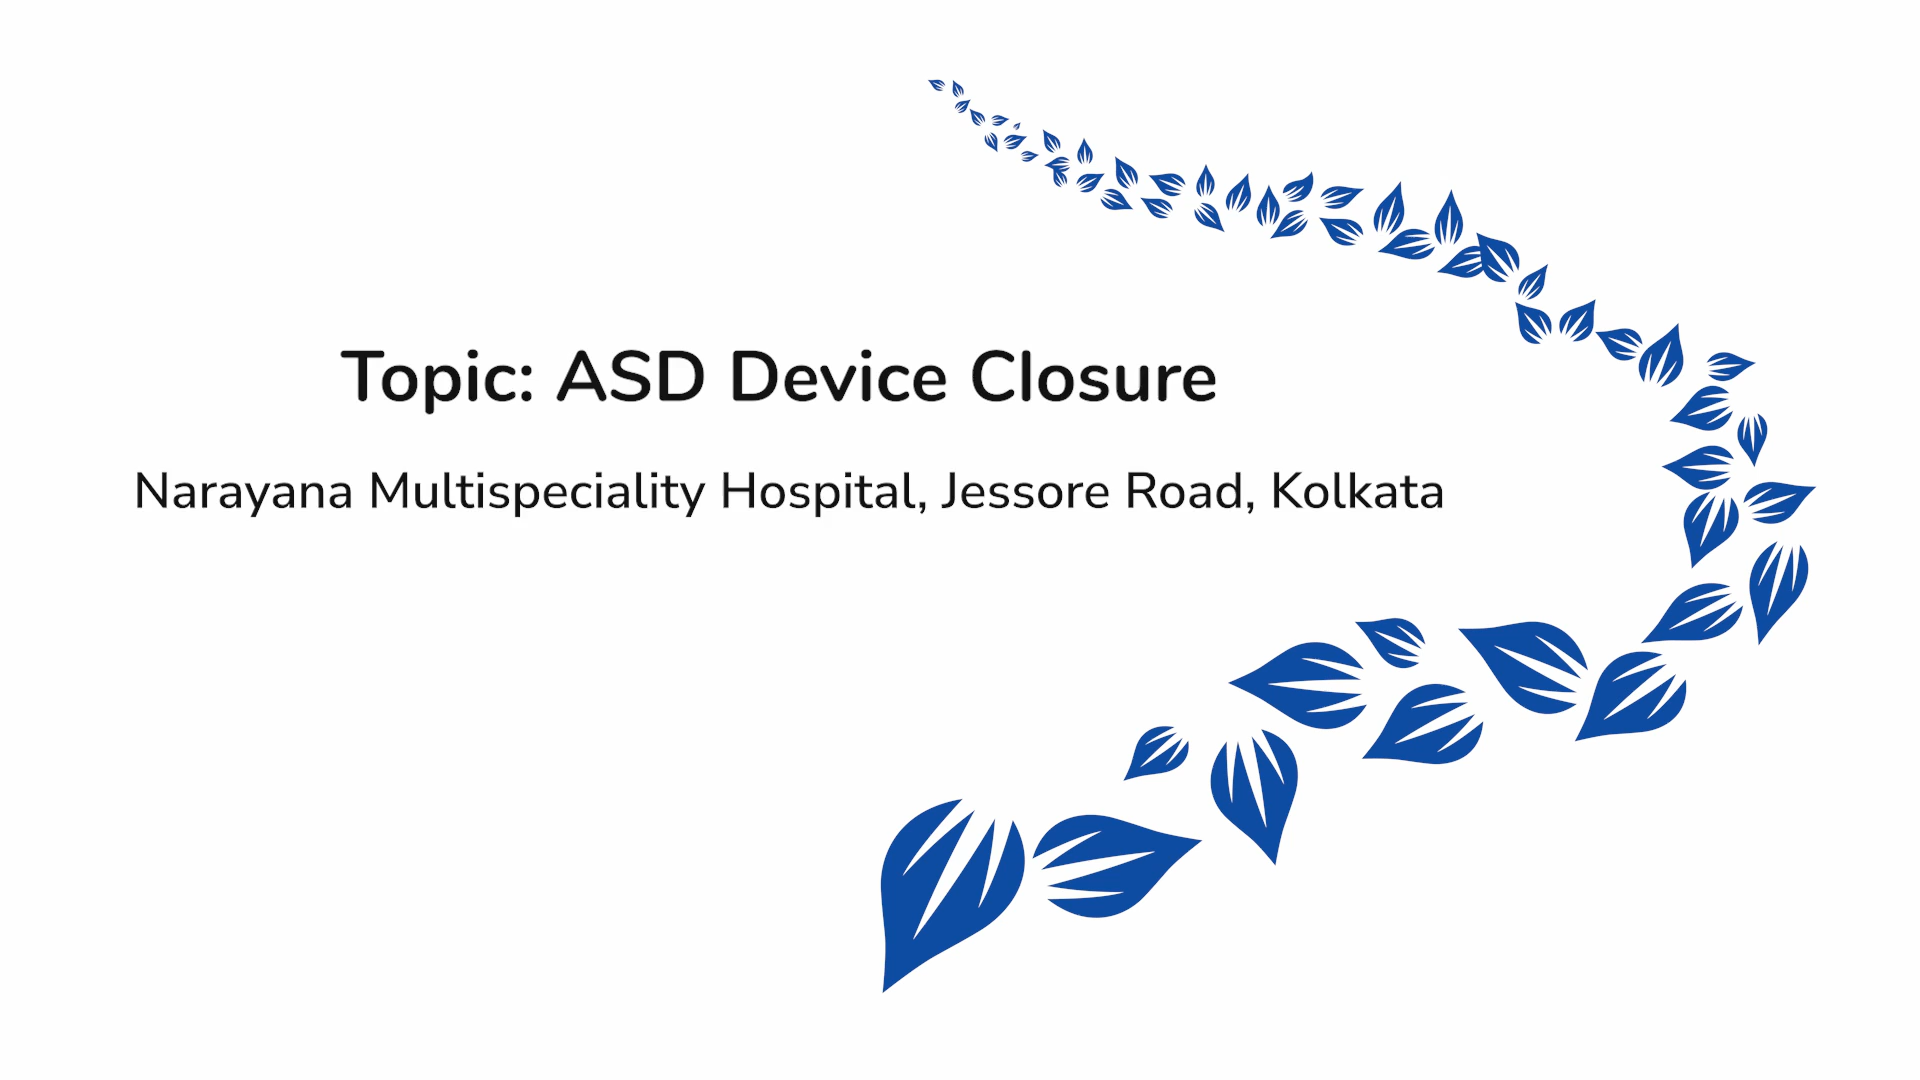 Topic: ASD Device Closure
Narayana Multispeciality Hospital, Jessore Road, Kolkata